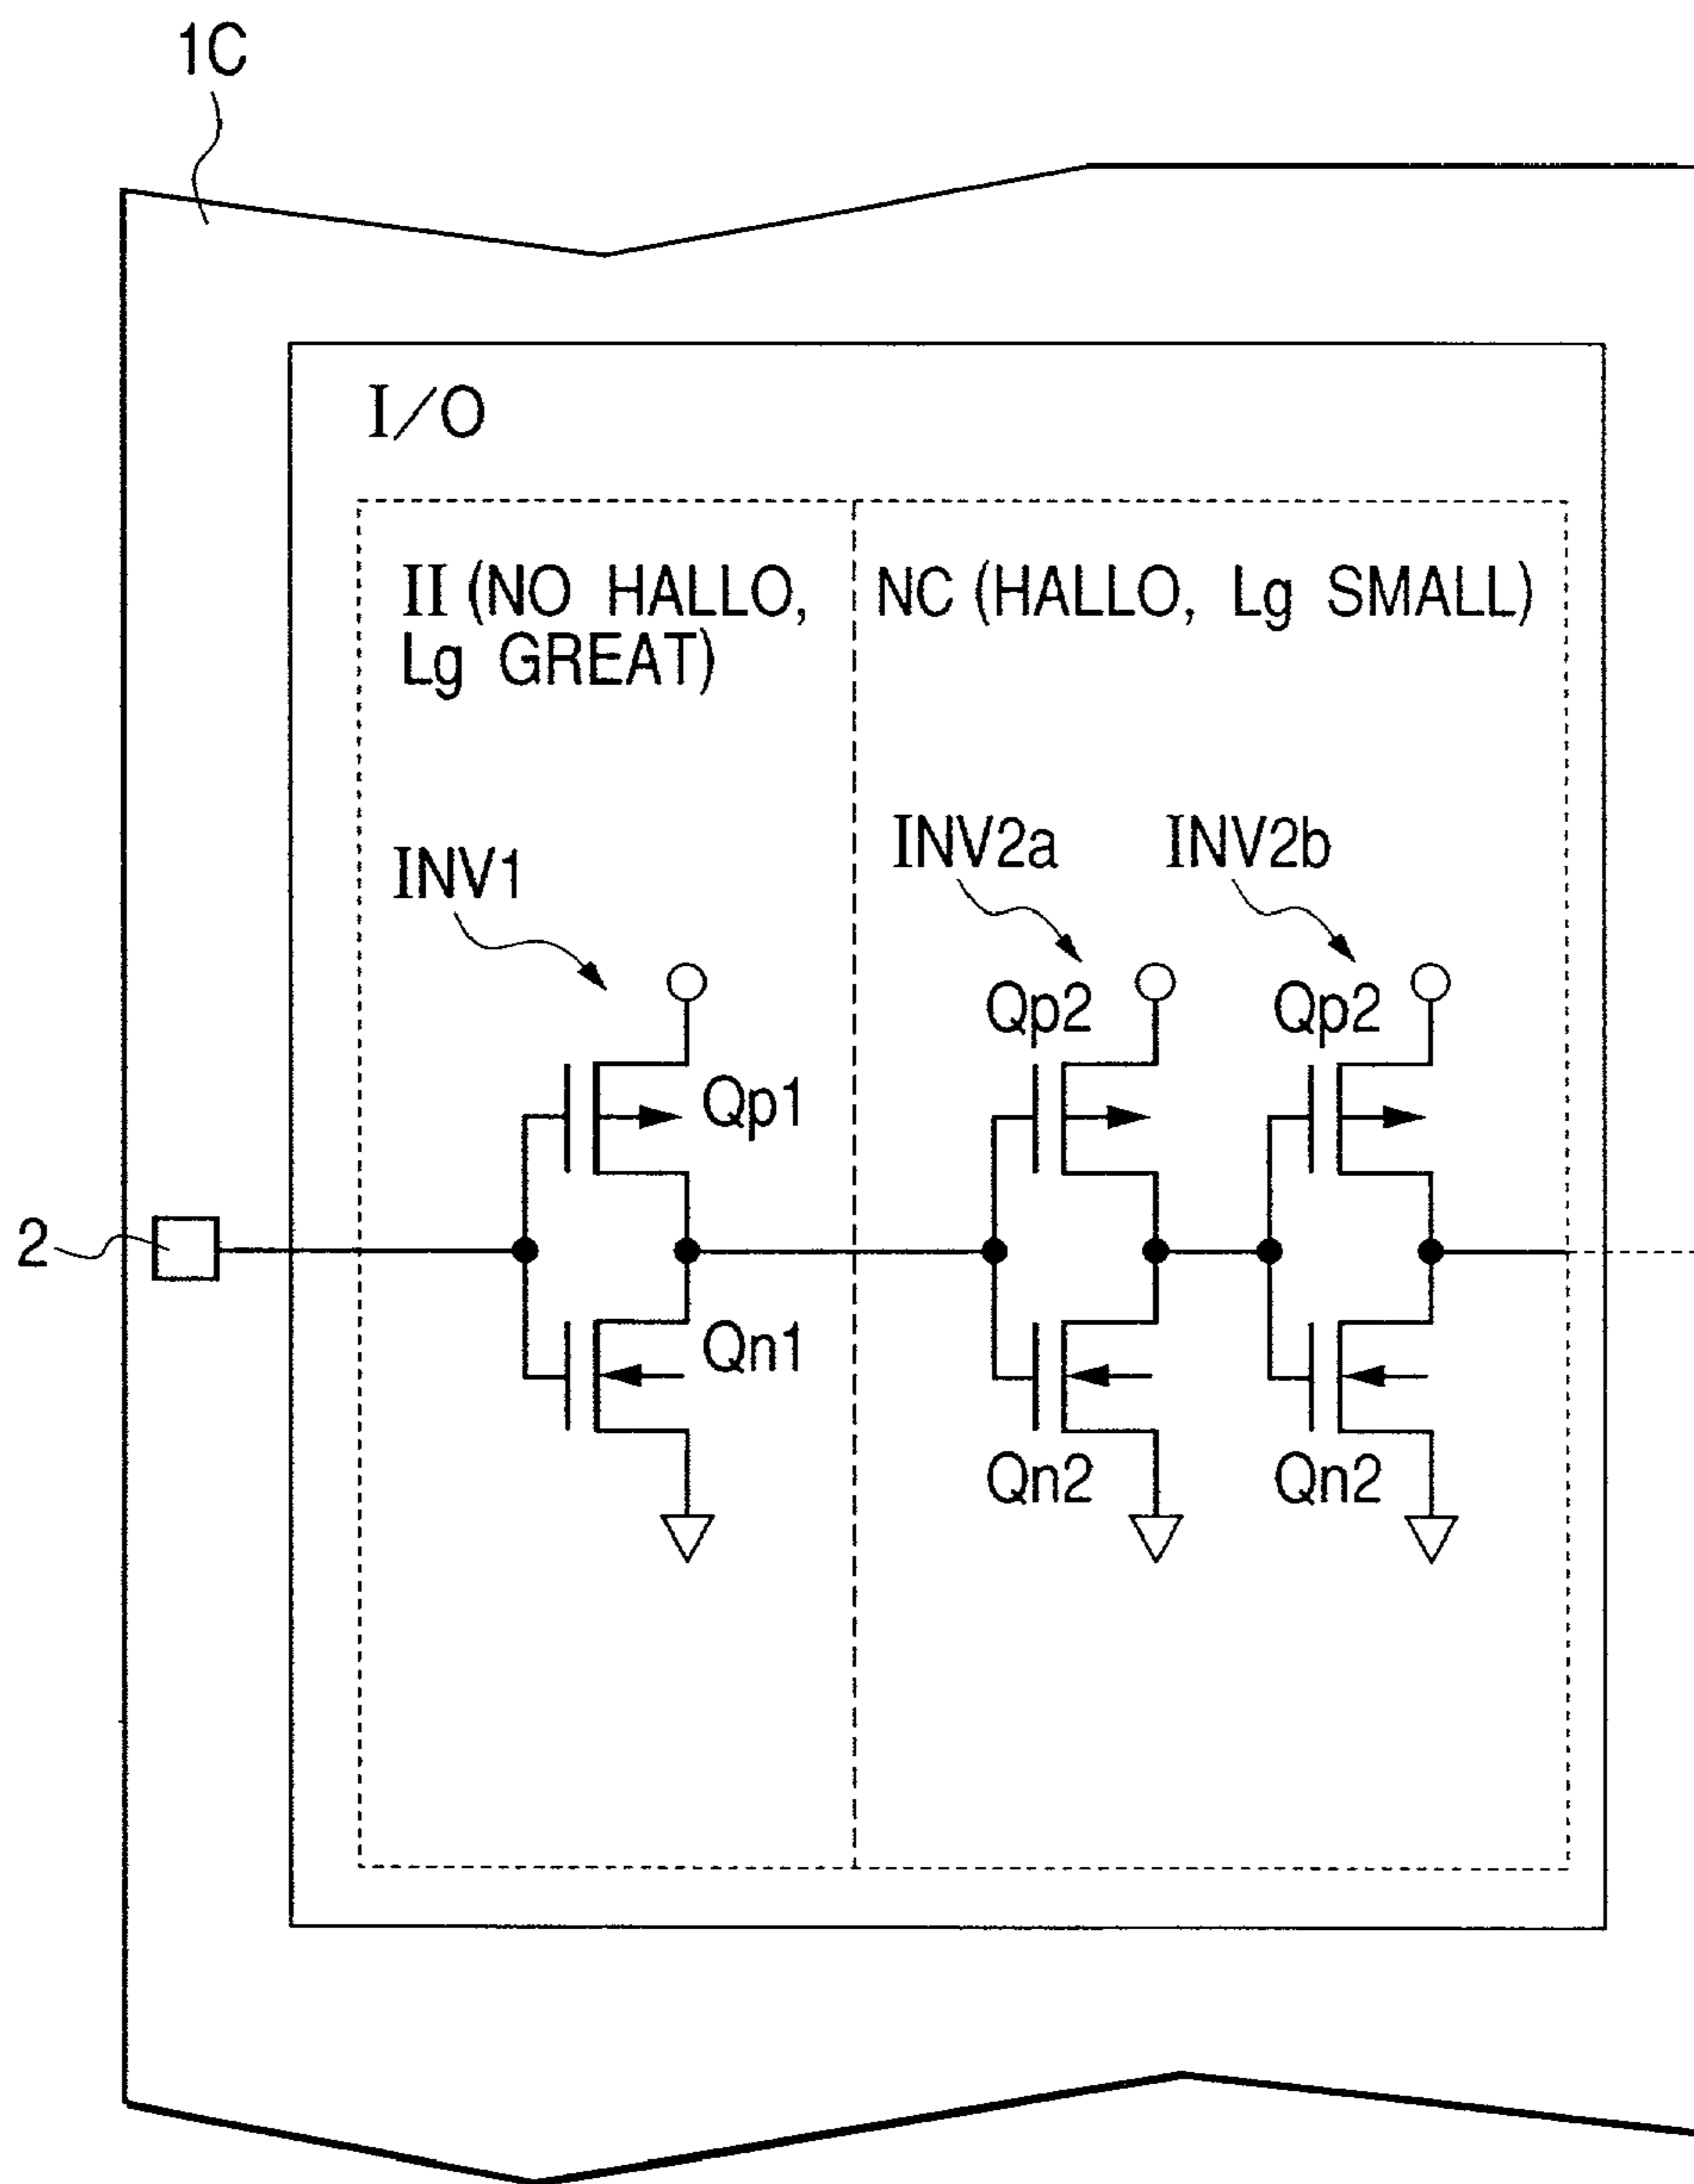 1C
I/O
II (NO HALLO,
Lg GREAT)
NC (HALLO, Lg SMALL)
INV1
INV2a
INV2b
Qp2
Qp2
Qp1
2
Qn1
Qn2
Qn2